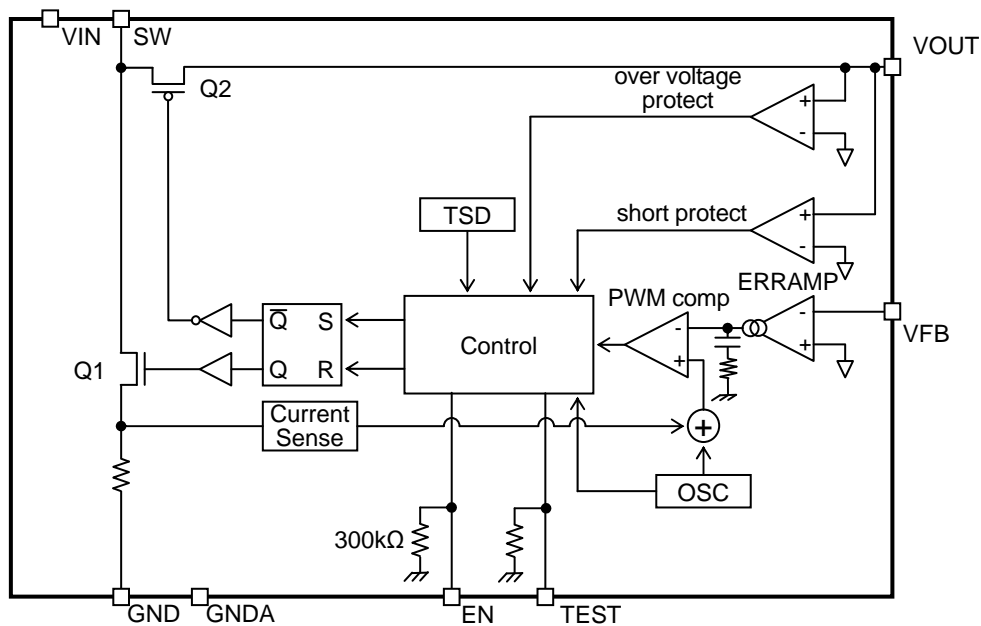 VIN
SW
VOUT
Q2
over voltage
protect
+
-
TSD
short protect
+
-
ERRAMP
PWM comp
Q̅ S
Q R
Control
-
+
-
+
VFB
Q1
Current
Sense
+
OSC
300kΩ
GND
GNDA
EN
TEST